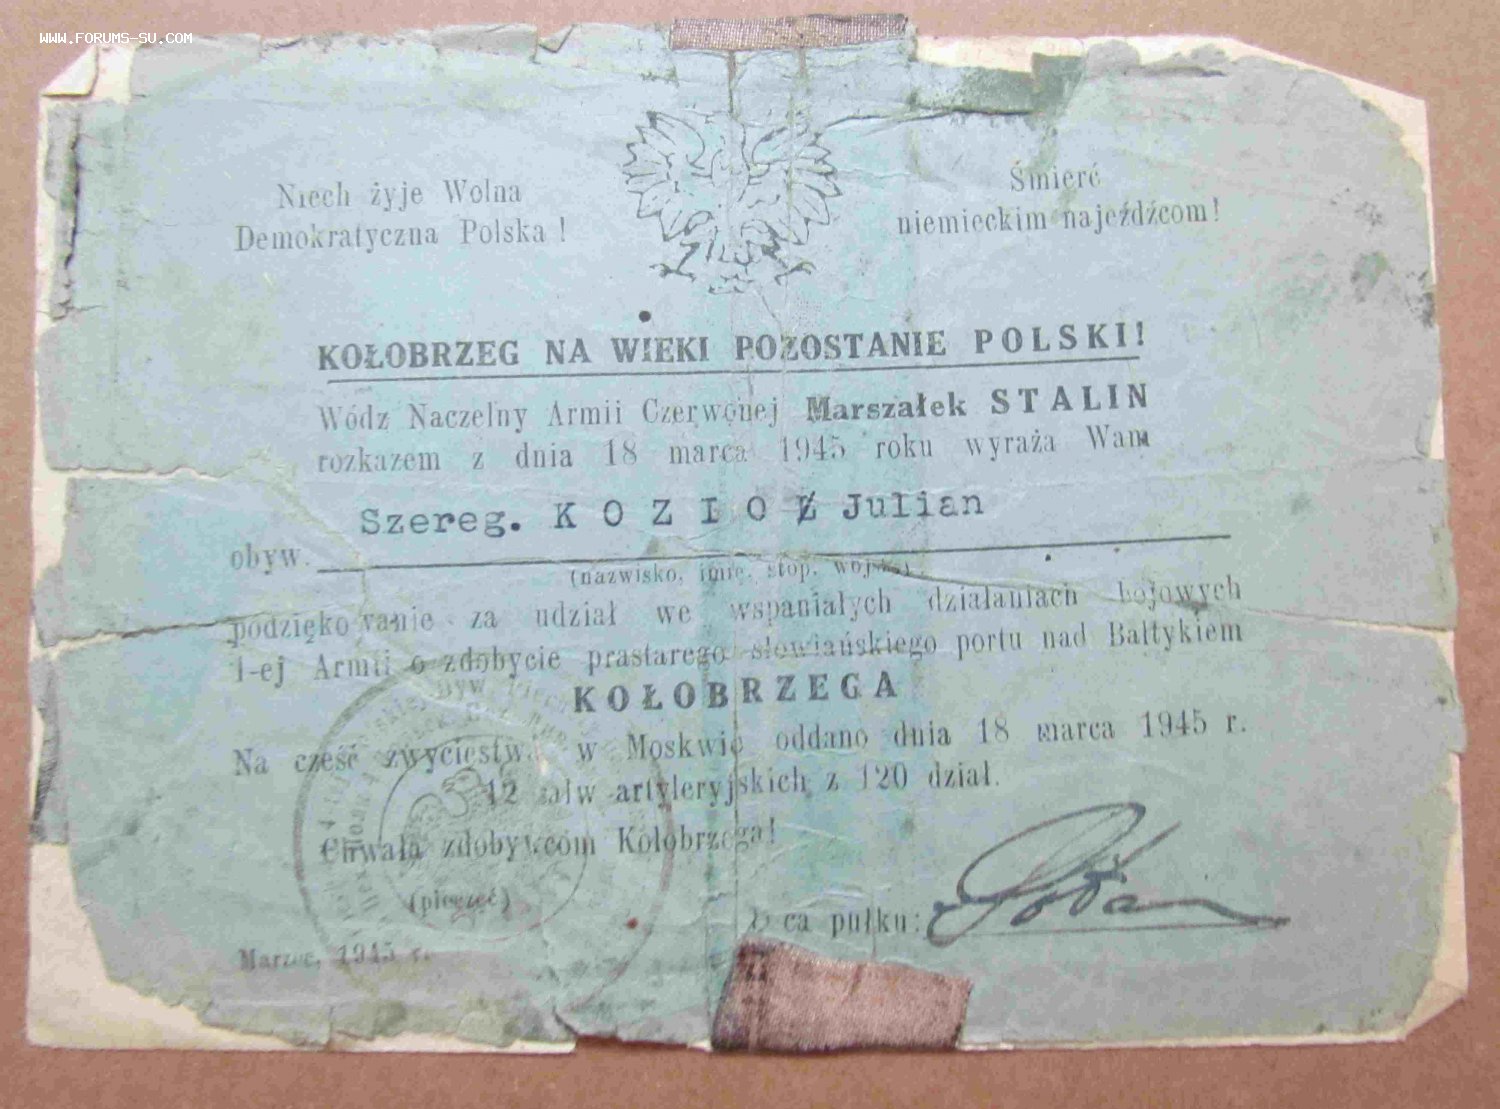 WWW.FORUMS-SU.COM
Niech żyje Wolna
Demokratyczna Polska !
Śmierć
niemieckim najeźdźcom!
KOŁOBRZEG NA WIEKI POZOSTANIE POLSKI!
Wódz Naczelny Armii Czerwonej Marszałek STALIN
rozkazem z dnia 18 marca 1945 roku wyraża Wam
Szereg. KOZIOŁ Julian
obyw.
(nazwisko, imię, stop. wojsk.)
podziękowanie za udział we wspaniałych działaniach bojowych
1-ej Armii o zdobycie prastarego słowiańskiego portu nad Bałtykiem
KOŁOBRZEGA
Na cześć zwycięstwa w Moskwie oddano dnia 18 marca 1945 r.
12 salw artyleryjskich z 120 dział.
Chwała zdobywcom Kołobrzega!
(pieczęć)
D-ca pułku:
Marzec, 1945 r.